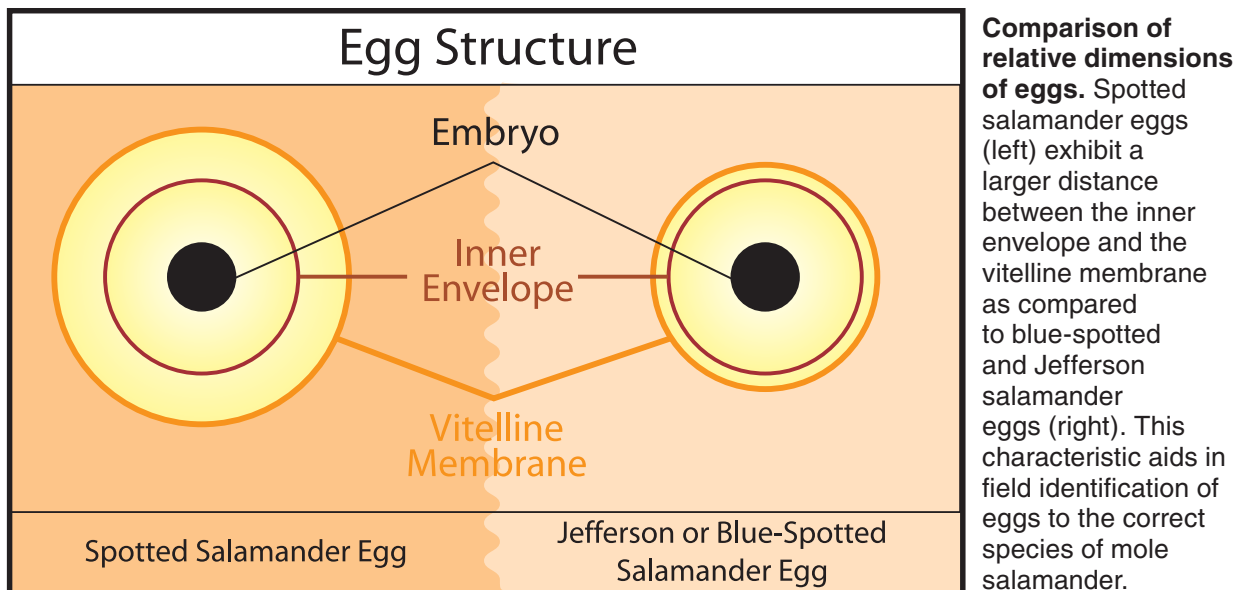 Egg Structure
Embryo
Inner
Envelope
Vitelline
Membrane
Spotted Salamander Egg
Jefferson or Blue-Spotted
Salamander Egg
Comparison of
relative dimensions
of eggs. Spotted
salamander eggs
(left) exhibit a
larger distance
between the inner
envelope and the
vitelline membrane
as compared
to blue-spotted
and Jefferson
salamander
eggs (right). This
characteristic aids in
field identification of
eggs to the correct
species of mole
salamander.